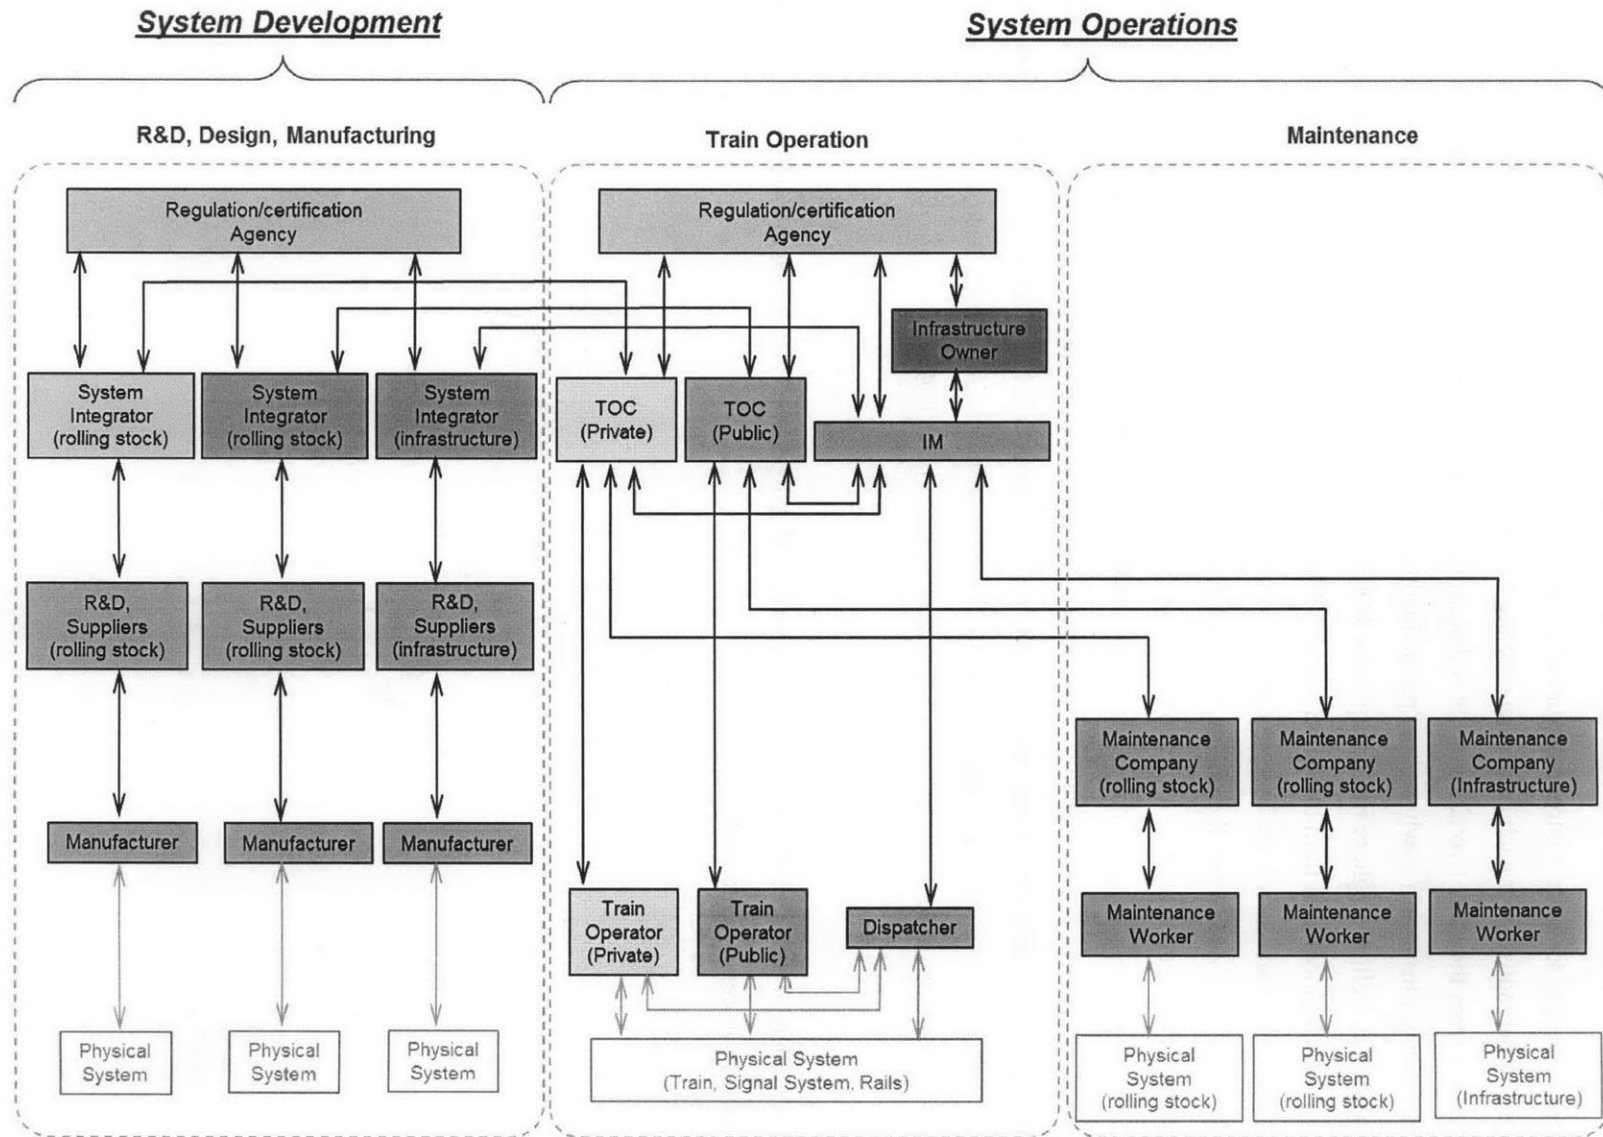 System Development
System Operations
R&D, Design, Manufacturing
Train Operation
Maintenance
Regulation/certification
Agency
Regulation/certification
Agency
Infrastructure
Owner
System
Integrator
(rolling stock)
System
Integrator
(rolling stock)
System
Integrator
(infrastructure)
TOC
(Private)
TOC
(Public)
IM
R&D,
Suppliers
(rolling stock)
R&D,
Suppliers
(rolling stock)
R&D,
Suppliers
(infrastructure)
Maintenance
Company
(rolling stock)
Maintenance
Company
(rolling stock)
Maintenance
Company
(Infrastructure)
Manufacturer
Manufacturer
Manufacturer
Train
Operator
(Private)
Train
Operator
(Public)
Dispatcher
Maintenance
Worker
Maintenance
Worker
Maintenance
Worker
Physical
System
Physical
System
Physical
System
Physical System
(Train, Signal System, Rails)
Physical
System
(rolling stock)
Physical
System
(rolling stock)
Physical
System
(Infrastructure)